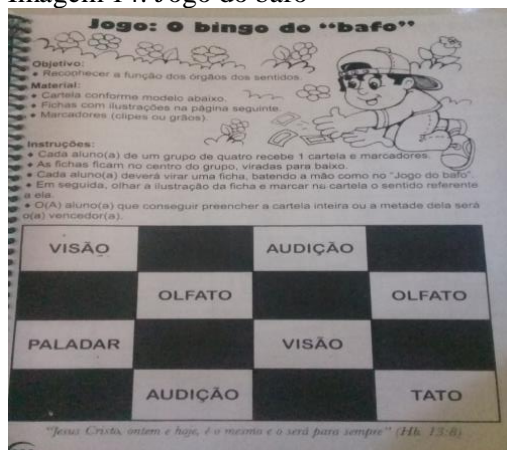 Imagem 14: Jogo do bafo
Jogo: O bingo do “bafo”
Objetivo:
• Reconhecer a função dos órgãos dos sentidos.
Material:
• Cartela conforme modelo abaixo.
• Fichas com ilustrações na página seguinte.
• Marcadores (clipes ou grãos).
Instruções:
• Cada aluno(a) de um grupo de quatro recebe 1 cartela e marcadores.
• As fichas ficam no centro do grupo, viradas para baixo.
• Cada aluno(a) deverá virar uma ficha, batendo a mão como no "Jogo do bafo".
• Em seguida, olhar a ilustração da ficha e marcar na cartela o sentido referente
a ela.
• O(A) aluno(a) que conseguir preencher a cartela inteira ou a metade dela será
o(a) vencedor(a).
VISÃO AUDIÇÃO
OLFATO OLFATO
PALADAR VISÃO
AUDIÇÃO TATO
"Jesus Cristo, ontem e hoje, é o mesmo e o será para sempre" (Hb. 13:8)